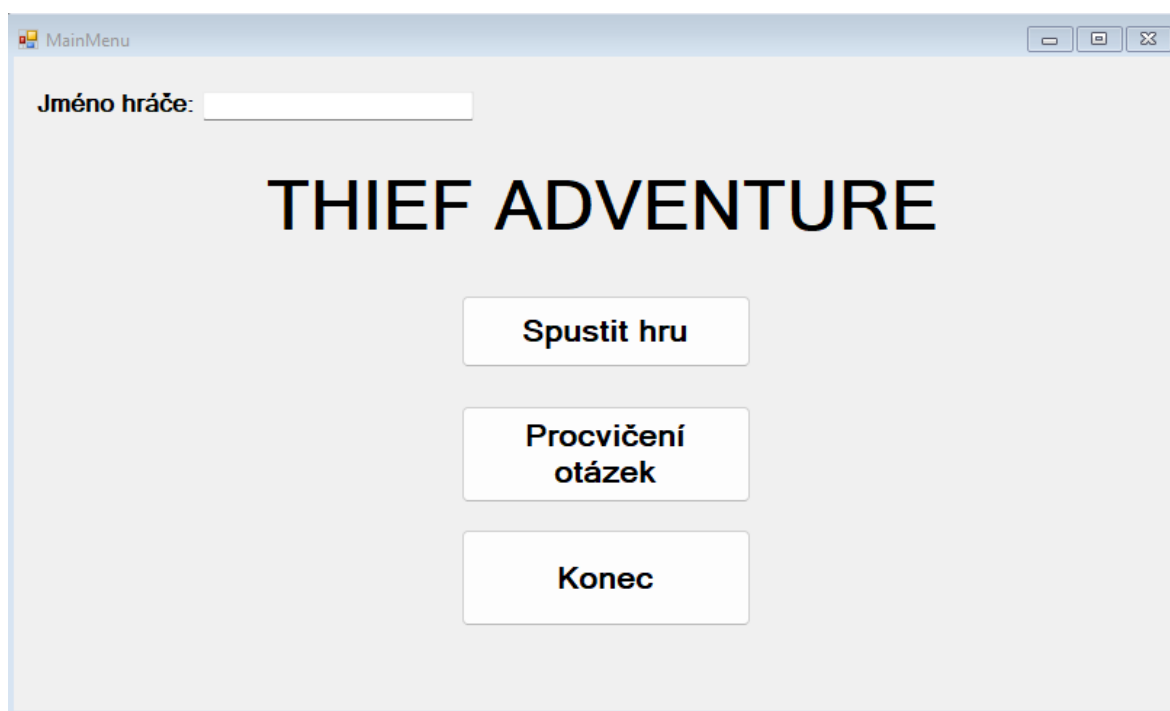 MainMenu
Jméno hráče:
THIEF ADVENTURE
Spustit hru
Procvičení
otázek
Konec